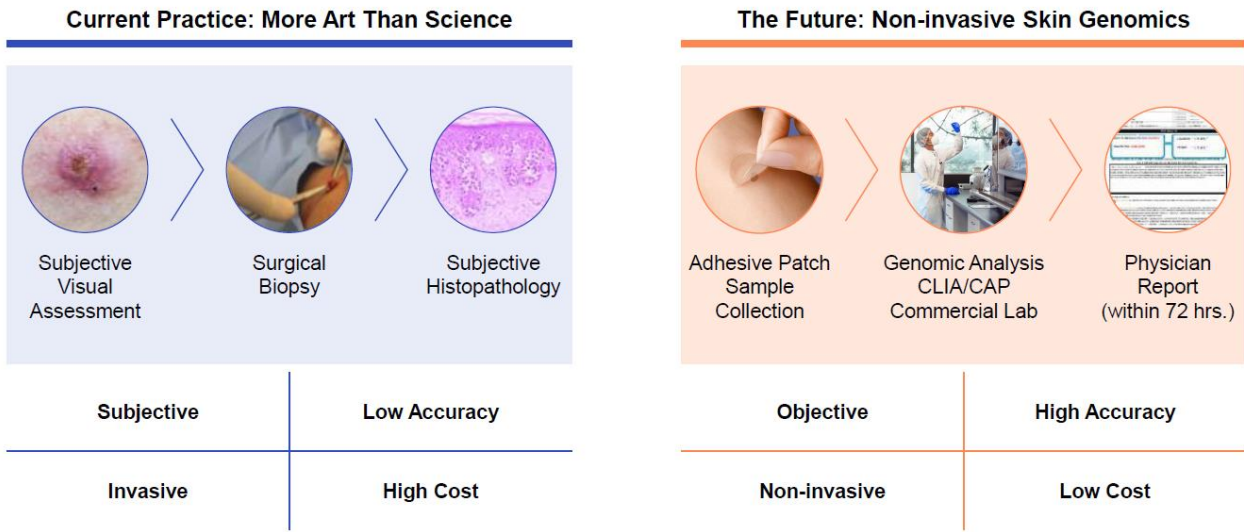 Current Practice: More Art Than Science
Subjective
Visual
Assessment
Surgical
Biopsy
Subjective
Histopathology
Subjective
Low Accuracy
Invasive
High Cost
The Future: Non-invasive Skin Genomics
Adhesive Patch
Sample
Collection
Genomic Analysis
CLIA/CAP
Commercial Lab
Physician
Report
(within 72 hrs.)
Objective
High Accuracy
Non-invasive
Low Cost